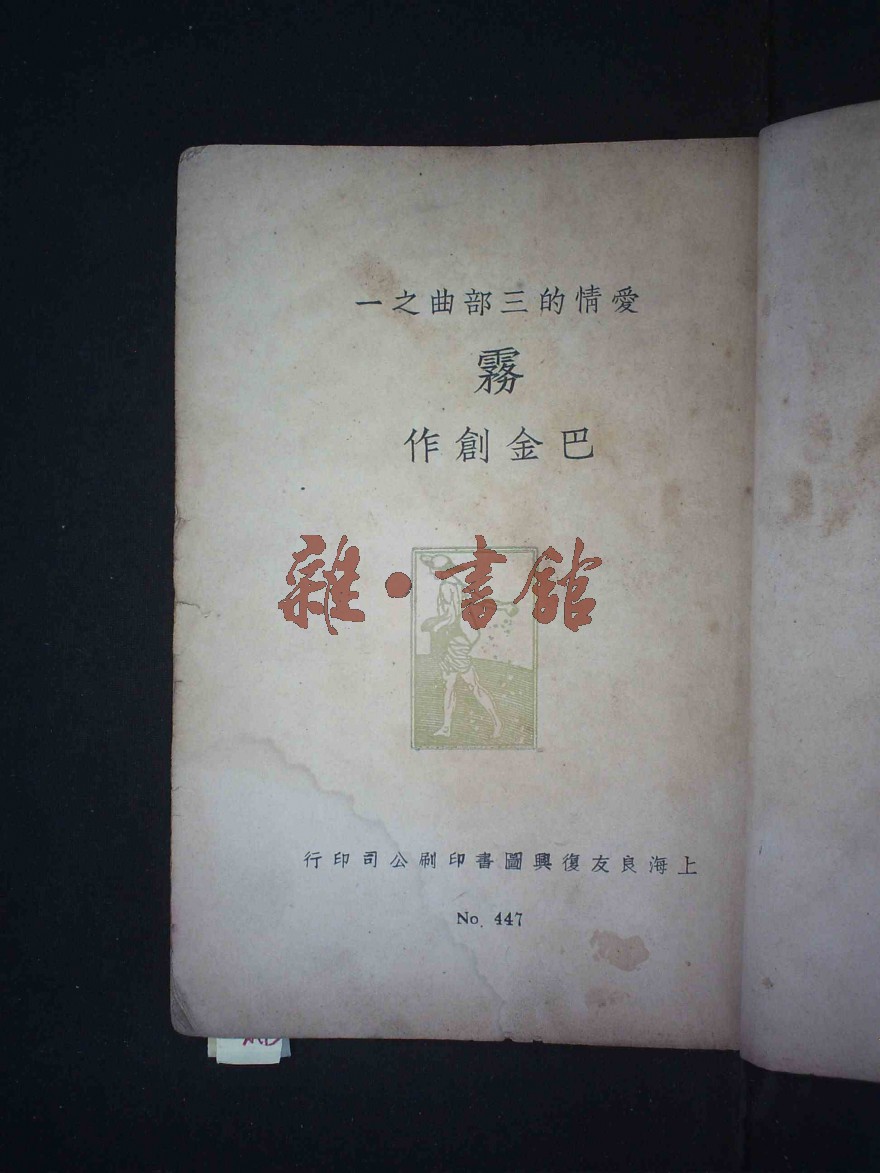 愛情的三部曲之一
霧
巴金創作
雜·書館
上海良友復興圖書印刷公司印行
No. 447